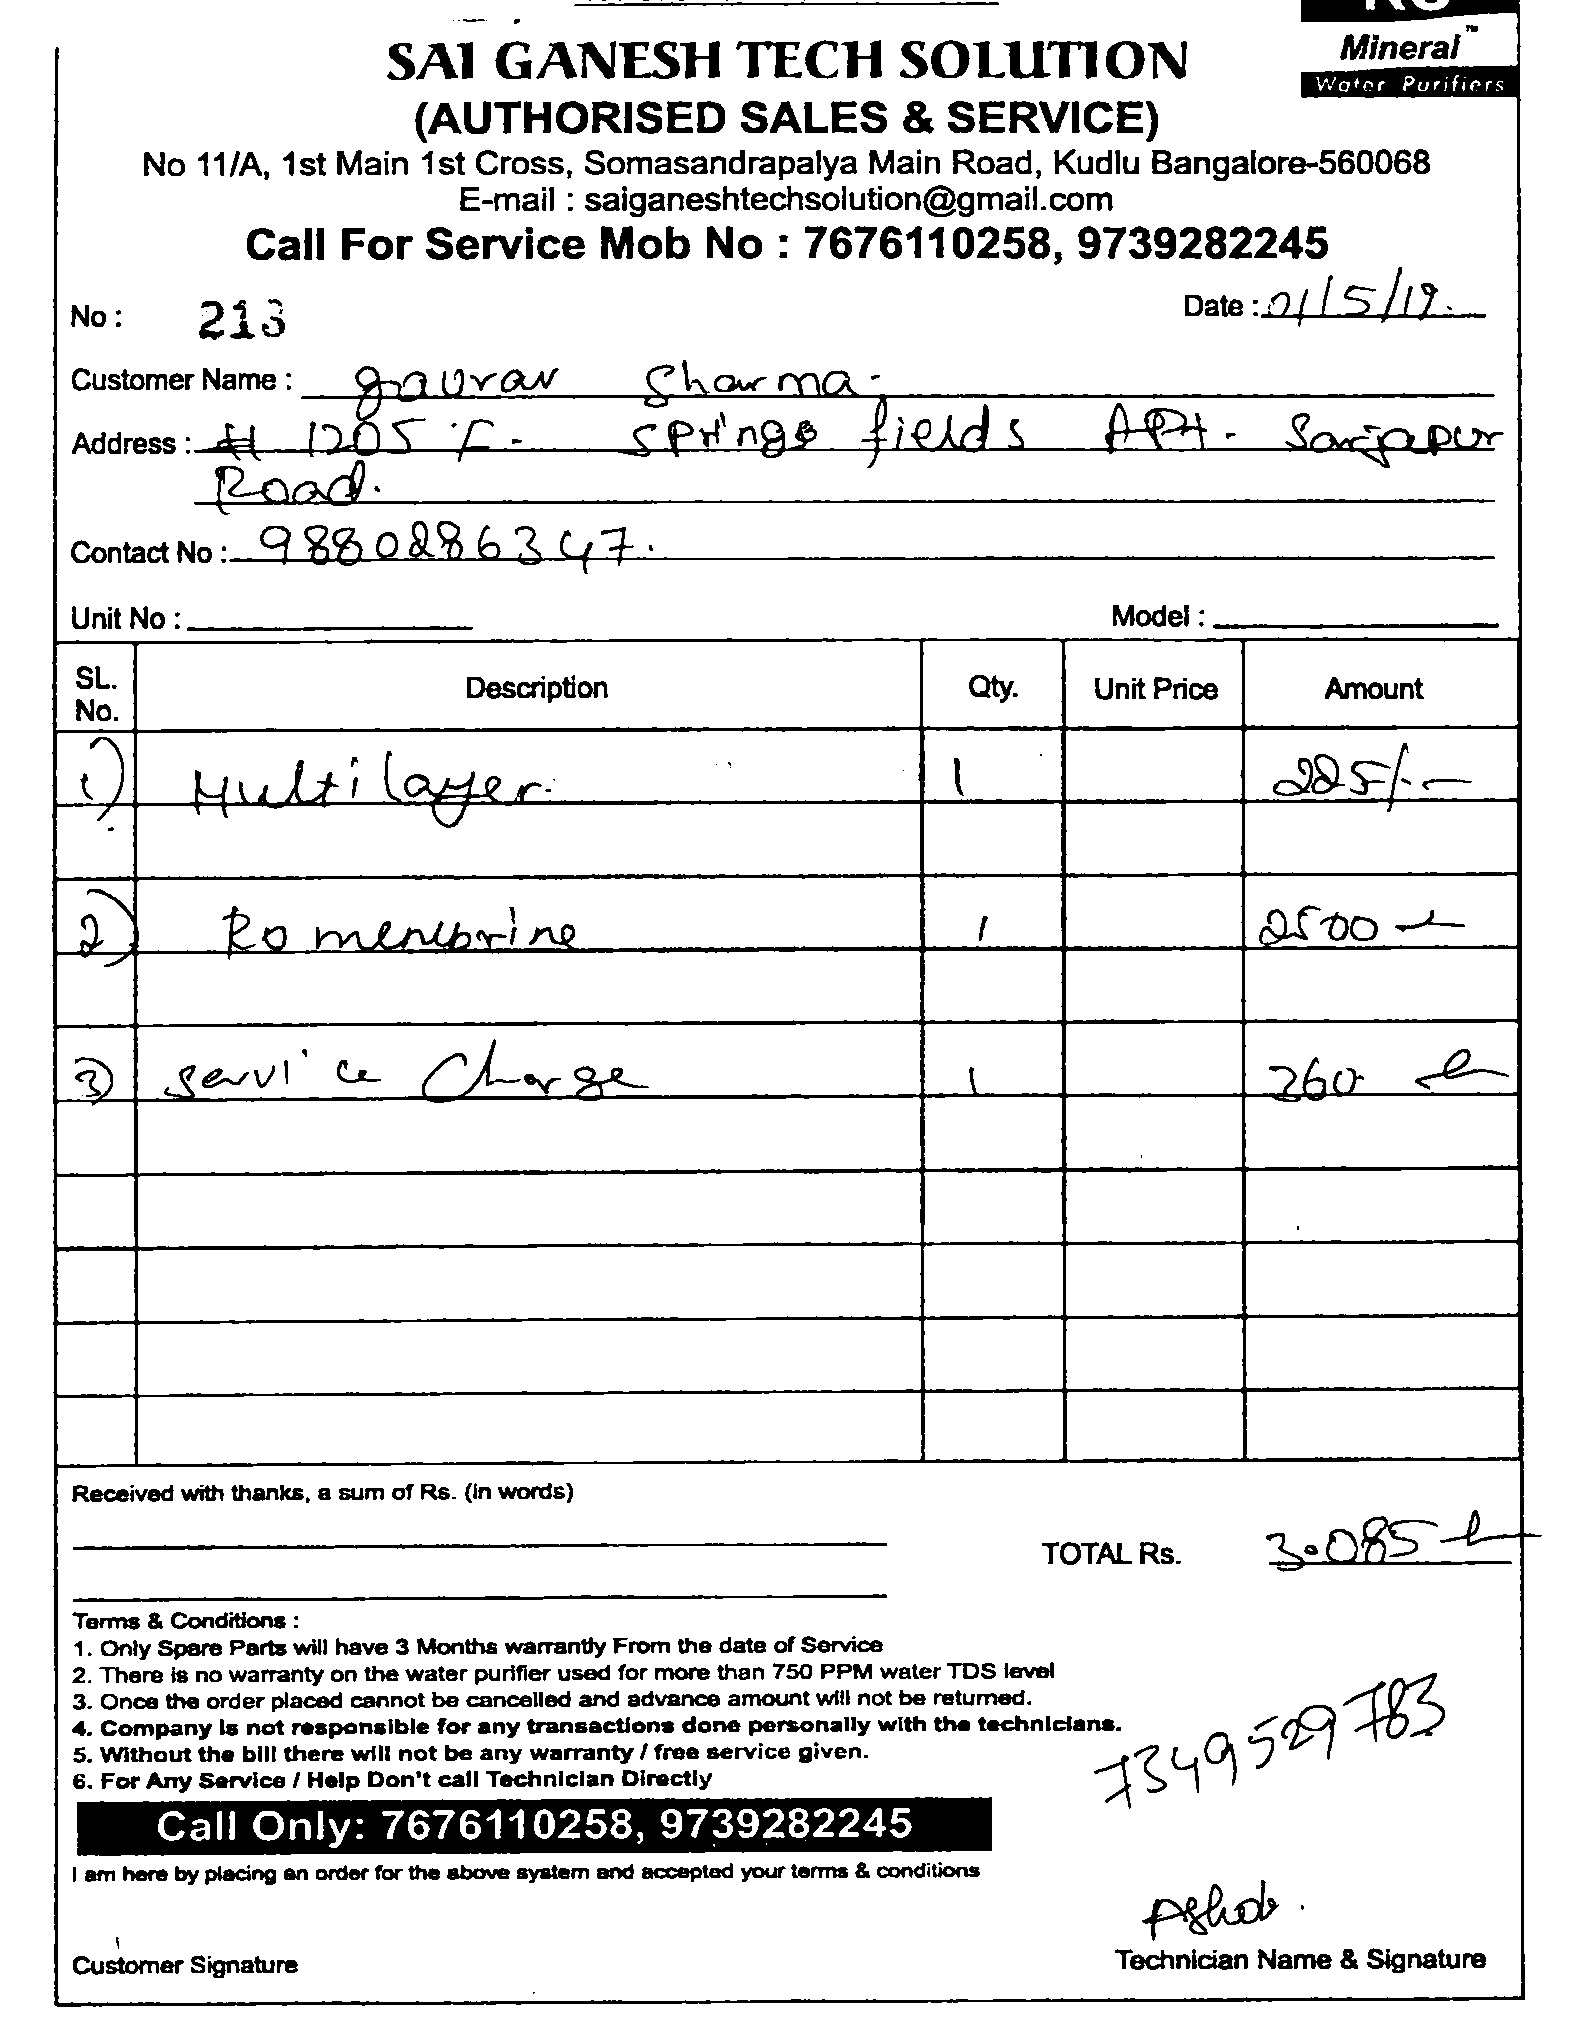 Mineral™
Water Purifiers
SAI GANESH TECH SOLUTION
(AUTHORISED SALES & SERVICE)
No 11/A, 1st Main 1st Cross, Somasandrapalya Main Road, Kudlu Bangalore-560068
E-mail : saiganeshtechsolution@gmail.com
Call For Service Mob No : 7676110258, 9739282245
No : 213 Date : 01/5/19.
Customer Name : gaurav Sharma.
Address : # 1205 F- springs fields APt. Sarjapur
Road.
Contact No : 9880286347.
Unit No : Model :
SL. No. Description Qty. Unit Price Amount
1) Multilayer. 1 225/-
2) Ro menubrine 1 2500
3) service Charge 1 360
Received with thanks, a sum of Rs. (in words)
TOTAL Rs. 3.085
Terms & Conditions :
1. Only Spare Parts will have 3 Months warrantly From the date of Service
2. There is no warranty on the water purifier used for more than 750 PPM water TDS level
3. Once the order placed cannot be cancelled and advance amount will not be returned.
4. Company is not responsible for any transactions done personally with the technicians.
5. Without the bill there will not be any warranty / free service given.
6. For Any Service / Help Don't call Technician Directly
7349529783
Call Only: 7676110258, 9739282245
I am here by placing an order for the above system and accepted your terms & conditions
Customer Signature Technician Name & Signature